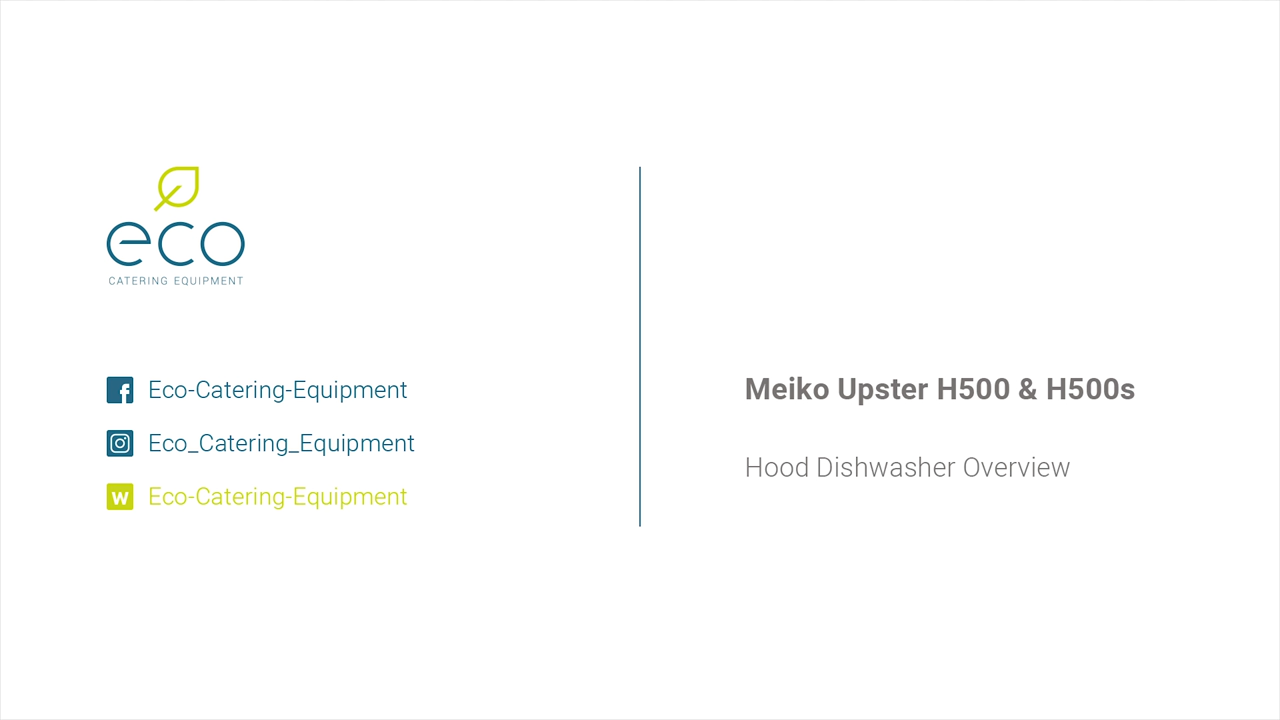 eco
CATERING EQUIPMENT
Eco-Catering-Equipment
Eco_Catering_Equipment
w Eco-Catering-Equipment
Meiko Upster H500 & H500s
Hood Dishwasher Overview